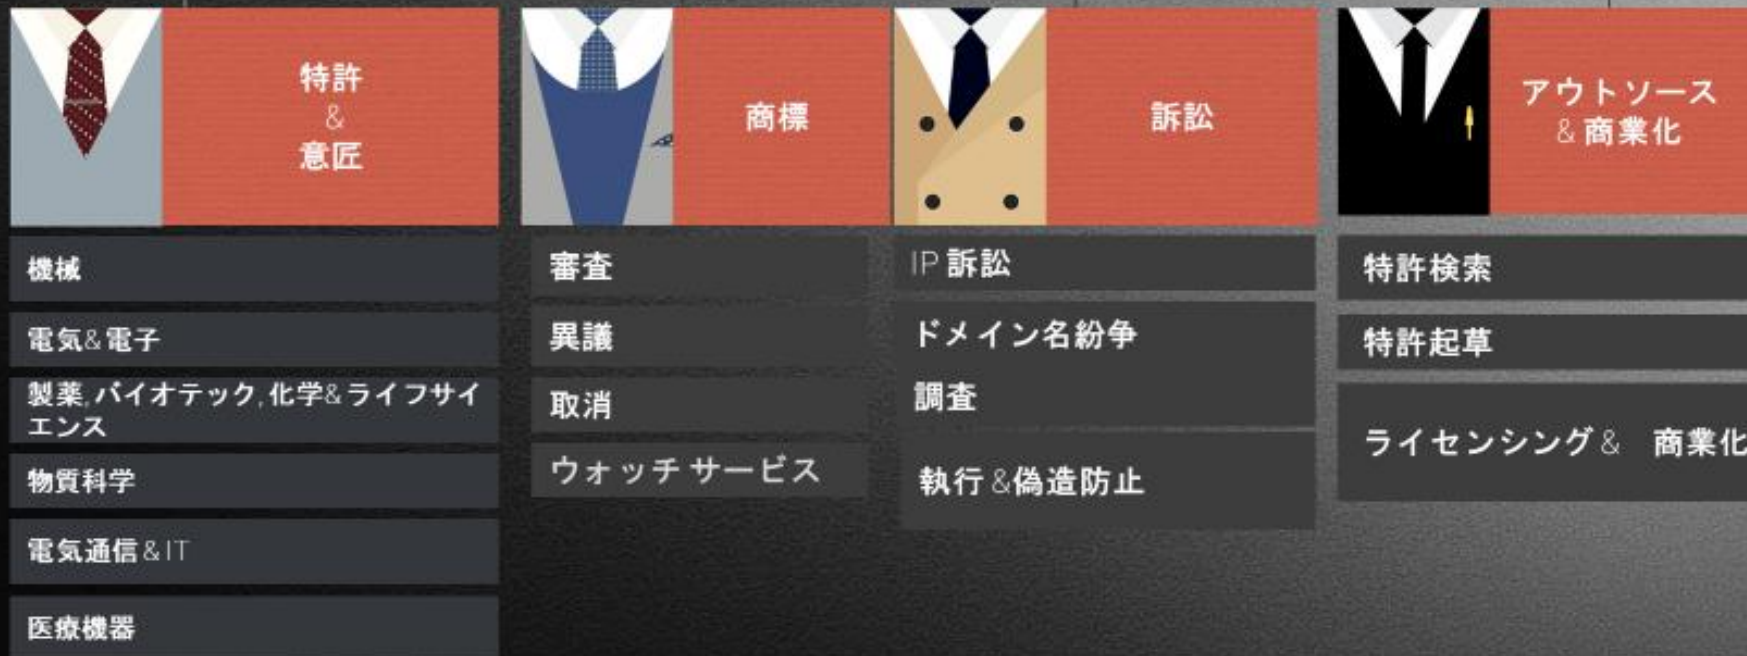 特許
&
意匠
機械
電気&電子
製薬,バイオテック,化学&ライフサイ
エンス
物質科学
電気通信&IT
医療機器
商標
審査
異議
取消
ウォッチ サービス
訴訟
IP 訴訟
ドメイン名紛争
調査
執行 &偽造防止
アウトソース
& 商業化
特許検索
特許起草
ライセンシング & 商業化